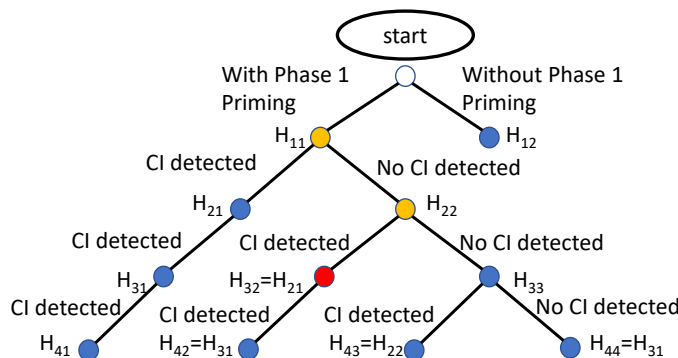 start
With Phase 1
Priming
Without Phase 1
Priming
H₁₁
H₁₂
CI detected
No CI detected
H₂₁
H₂₂
CI detected
CI detected
No CI detected
H₃₁
H₃₂=H₂₁
H₃₃
CI detected
CI detected
CI detected
No CI detected
H₄₁
H₄₂=H₃₁
H₄₃=H₂₂
H₄₄=H₃₁